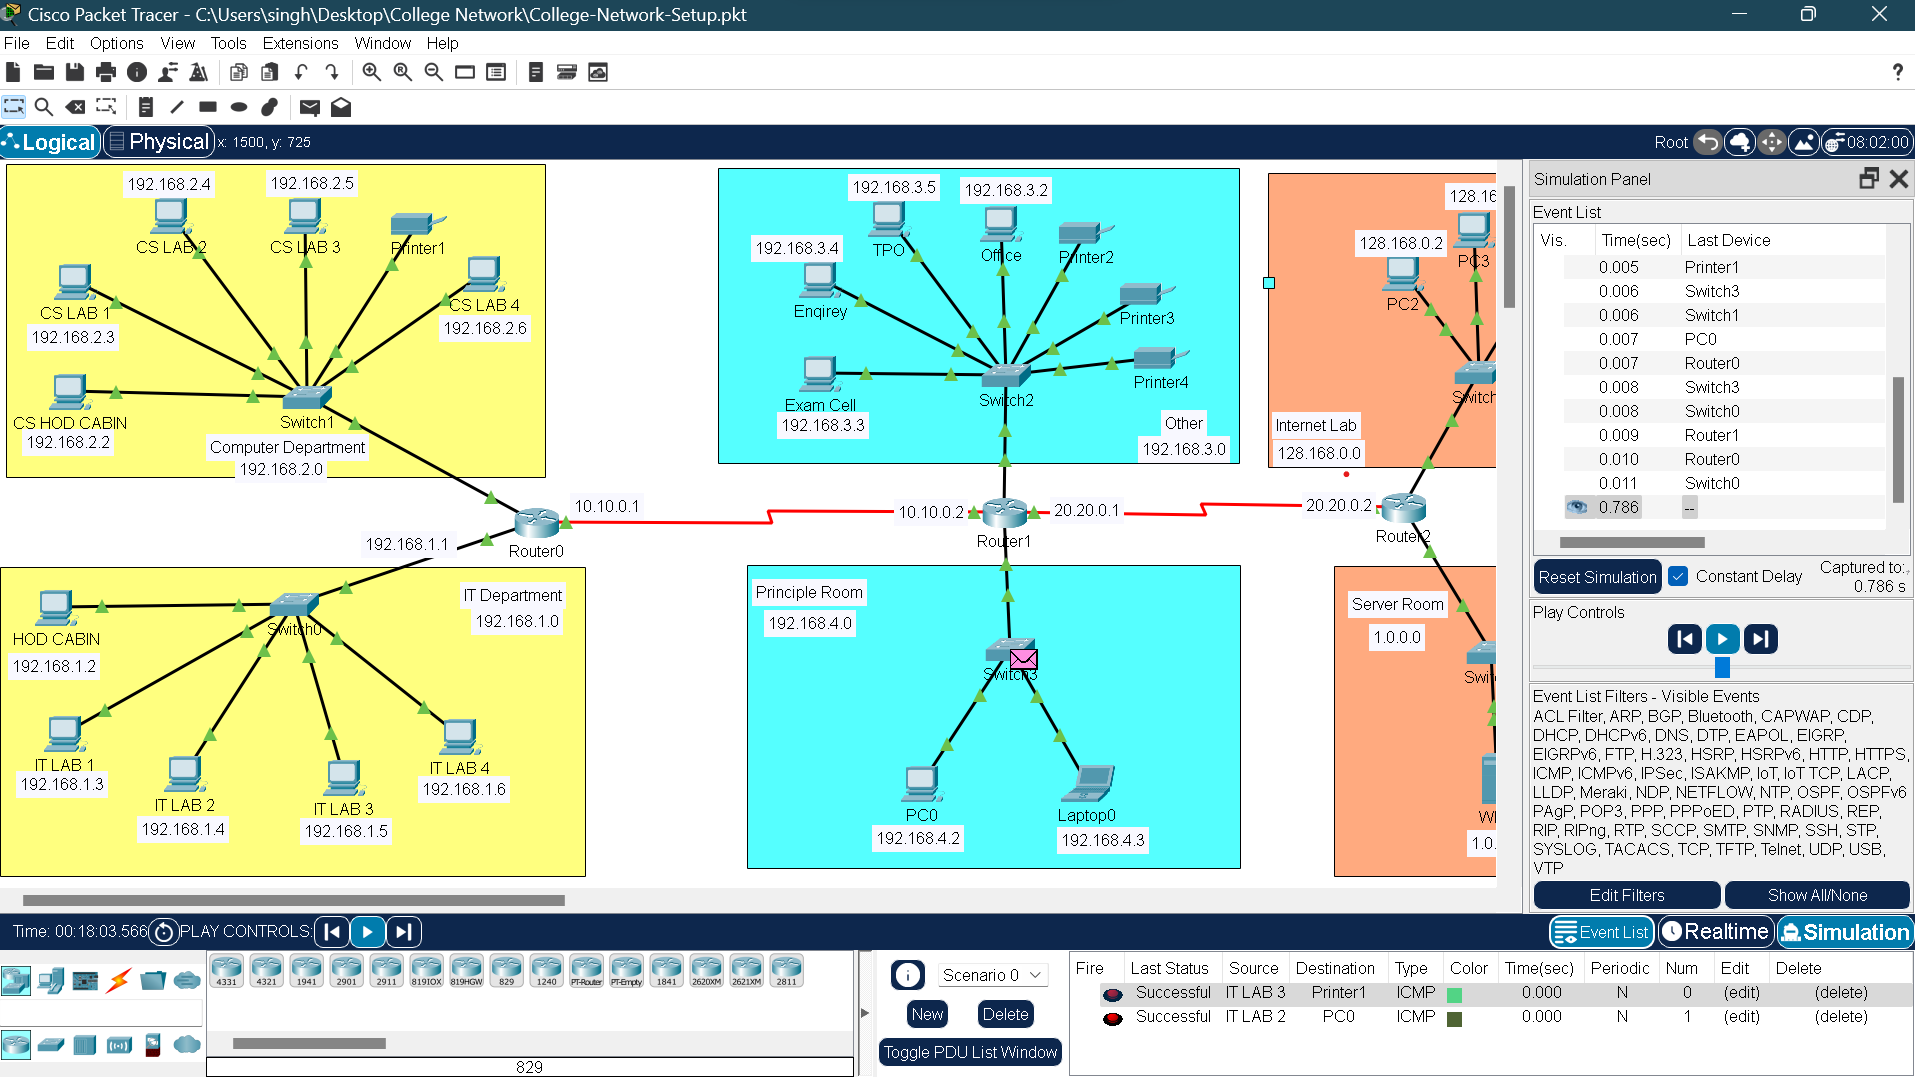 Cisco Packet Tracer - C:\Users\singh\Desktop\College Network\College-Network-Setup.pkt
File Edit Options View Tools Extensions Window Help
?
Logical Physical x: 1500, y: 725 Root 08:02:00
192.168.2.4 192.168.2.5
CS LAB 2 CS LAB 3 Printer1
CS LAB 1 CS LAB 4
192.168.2.3 192.168.2.6
CS HOD CABIN Switch1
192.168.2.2 Computer Department
192.168.2.0
192.168.3.5 192.168.3.2
192.168.3.4 TPO Office Printer2
Enqirey Printer3
Exam Cell Switch2 Printer4
192.168.3.3 Other
192.168.3.0
128.16
128.168.0.2 PC3
PC2
Switch
Internet Lab
128.168.0.0
10.10.0.1 10.10.0.2 20.20.0.1 20.20.0.2
192.168.1.1 Router0 Router1 Router2
IT Department
192.168.1.0
HOD CABIN Switch0
192.168.1.2
IT LAB 1 IT LAB 4
192.168.1.3 192.168.1.6
IT LAB 2 IT LAB 3
192.168.1.4 192.168.1.5
Principle Room
192.168.4.0
Switch3
PC0 Laptop0
192.168.4.2 192.168.4.3
Server Room
1.0.0.0
Swi
1.0.
Simulation Panel
Event List
Vis. Time(sec) Last Device
0.005 Printer1
0.006 Switch3
0.006 Switch1
0.007 PC0
0.007 Router0
0.008 Switch3
0.008 Switch0
0.009 Router1
0.010 Router0
0.011 Switch0
0.786 --
Reset Simulation Constant Delay Captured to:
0.786 s
Play Controls
Event List Filters - Visible Events
ACL Filter, ARP, BGP, Bluetooth, CAPWAP, CDP,
DHCP, DHCPv6, DNS, DTP, EAPOL, EIGRP,
EIGRPv6, FTP, H.323, HSRP, HSRPv6, HTTP, HTTPS,
ICMP, ICMPv6, IPSec, ISAKMP, IoT, IoT TCP, LACP,
LLDP, Meraki, NDP, NETFLOW, NTP, OSPF, OSPFv6
PAgP, POP3, PPP, PPPoED, PTP, RADIUS, REP,
RIP, RIPng, RTP, SCCP, SMTP, SNMP, SSH, STP,
SYSLOG, TACACS, TCP, TFTP, Telnet, UDP, USB,
VTP
Edit Filters Show All/None
Time: 00:18:03.566 PLAY CONTROLS: Event List Realtime Simulation
4331 4321 1941 2901 2911 819IOX 819HGW 829 1240 PT-Router PT-Empty 1841 2620XM 2621XM 2811
829
Scenario 0
New Delete
Toggle PDU List Window
Fire Last Status Source Destination Type Color Time(sec) Periodic Num Edit Delete
Successful IT LAB 3 Printer1 ICMP 0.000 N 0 (edit) (delete)
Successful IT LAB 2 PC0 ICMP 0.000 N 1 (edit) (delete)